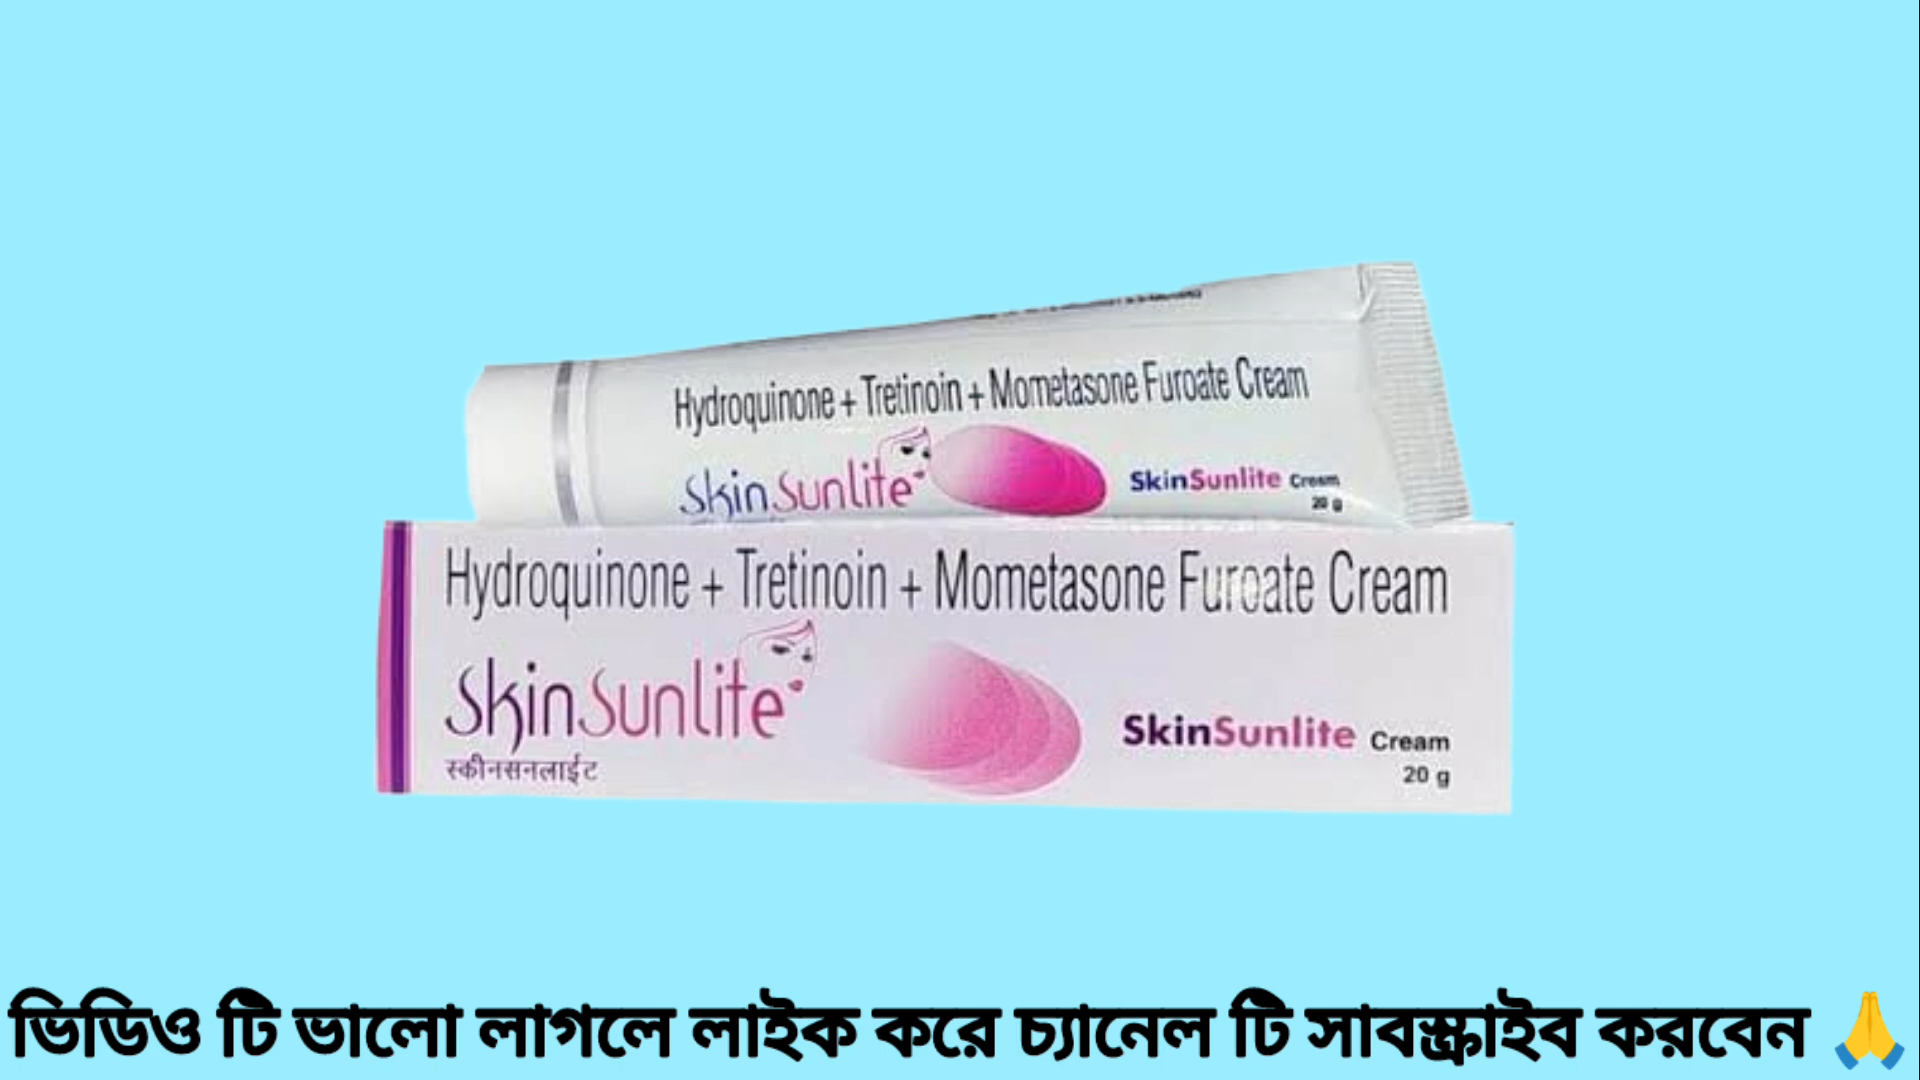 Hydroquinone + Tretinoin + Mometasone Furoate Cream
SkinSunlite
SkinSunlite Cream
20 g
Hydroquinone + Tretinoin + Mometasone Furoate Cream
SkinSunlite
स्कीनसनलाईट
SkinSunlite Cream
20 g
ভিডিও টি ভালো লাগলে লাইক করে চ্যানেল টি সাবস্ক্রাইব করবেন 🙏